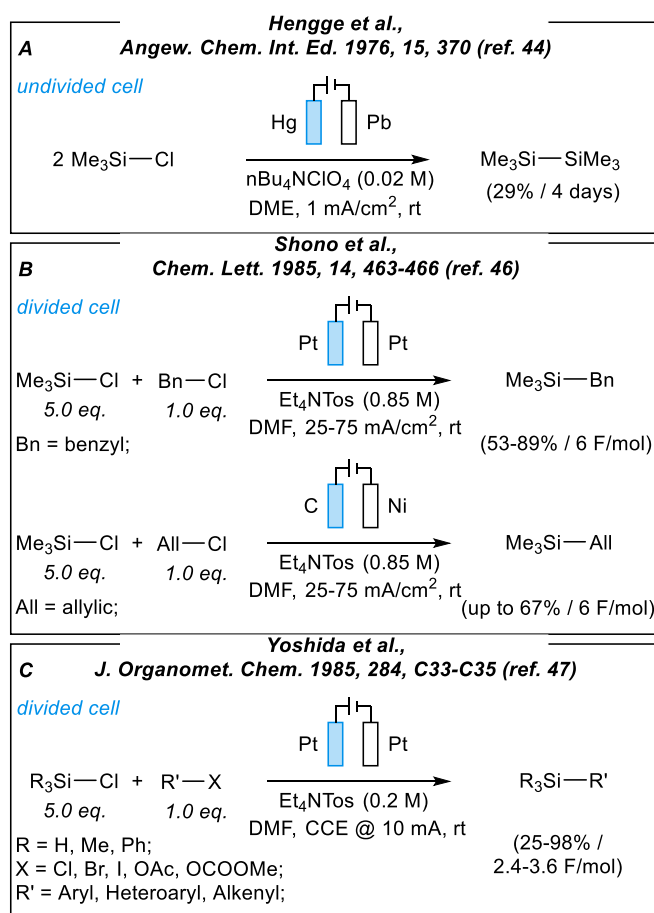 Hengge et al.,
A Angew. Chem. Int. Ed. 1976, 15, 370 (ref. 44)
undivided cell
Hg Pb
2 Me₃Si—Cl
nBu₄NClO₄ (0.02 M)
DME, 1 mA/cm², rt
Me₃Si—SiMe₃
(29% / 4 days)
Shono et al.,
B Chem. Lett. 1985, 14, 463-466 (ref. 46)
divided cell
Pt Pt
Me₃Si—Cl + Bn—Cl
5.0 eq. 1.0 eq.
Bn = benzyl;
Et₄NTos (0.85 M)
DMF, 25-75 mA/cm², rt
Me₃Si—Bn
(53-89% / 6 F/mol)
C Ni
Me₃Si—Cl + All—Cl
5.0 eq. 1.0 eq.
All = allylic;
Et₄NTos (0.85 M)
DMF, 25-75 mA/cm², rt
Me₃Si—All
(up to 67% / 6 F/mol)
Yoshida et al.,
C J. Organomet. Chem. 1985, 284, C33-C35 (ref. 47)
divided cell
Pt Pt
R₃Si—Cl + R'—X
5.0 eq. 1.0 eq.
Et₄NTos (0.2 M)
DMF, CCE @ 10 mA, rt
R₃Si—R'
(25-98% /
2.4-3.6 F/mol)
R = H, Me, Ph;
X = Cl, Br, I, OAc, OCOOMe;
R' = Aryl, Heteroaryl, Alkenyl;